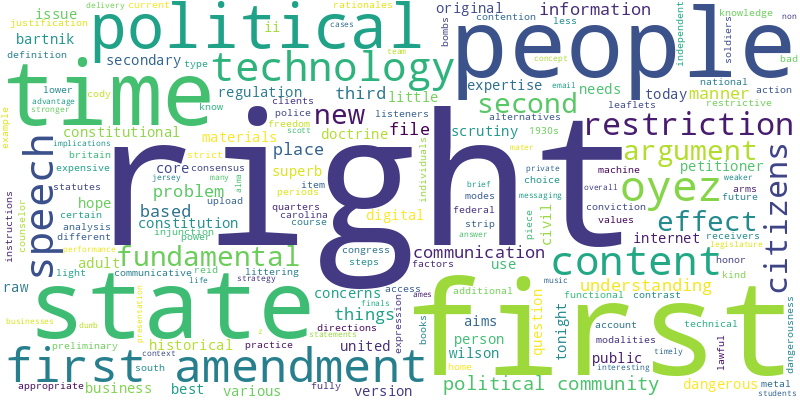 delivery current rationales
issue justification political cases original information less knowledge non
bartnik ii contention independent bombs soldiers people
definition secondary type technology expertise needs today national bad
time lower cody regulation third team concept email leaflets manner action
advantage stronger know clients little second restrictive
example constitutional police listeners new alternatives 1930s restriction
implications materials freedom scott file scrutiny
britain strict doctrine argument
expensive core consensus place individuals mater petitioner
speech statutes jersey many superb brief private machine arms
problem item upload periods alma modes choice overall weaker future
hope based right oyez
certain constitution quarters digital federal messaging conviction values
instructions counselor analysis injunction carolina strip answer piece civil effect citizens
different power course communication receivers internet legislature
performance fundamental congress steps factors use content honor
light adult reid littering kind understanding
raw communicative life concerns access music
state strategy finals things expression ames additional functional contrast
businesses dumb presentation z statements books question tonight account technical dangerousness
historical directions aims modalities
preliminary practice united person first public timely lawful
first amendment context wilson interesting
south home
appropriate business best various fully version political community dangerous metal students